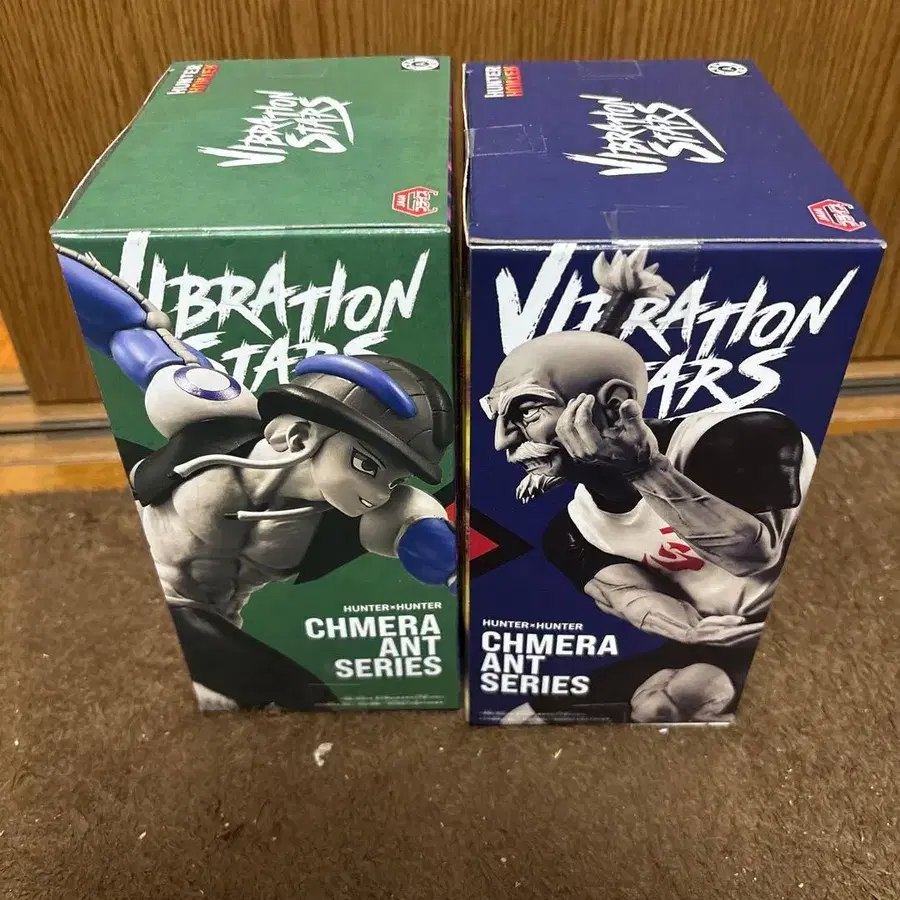 HUNTER
HUNTER
VIBRATION
STARS
VIBRATION
STARS
HUNTER×HUNTER
CHMERA
ANT
SERIES
HUNTER
HUNTER
VIBRATION
STARS
VIBRATION
STARS
HUNTER×HUNTER
CHMERA
ANT
SERIES